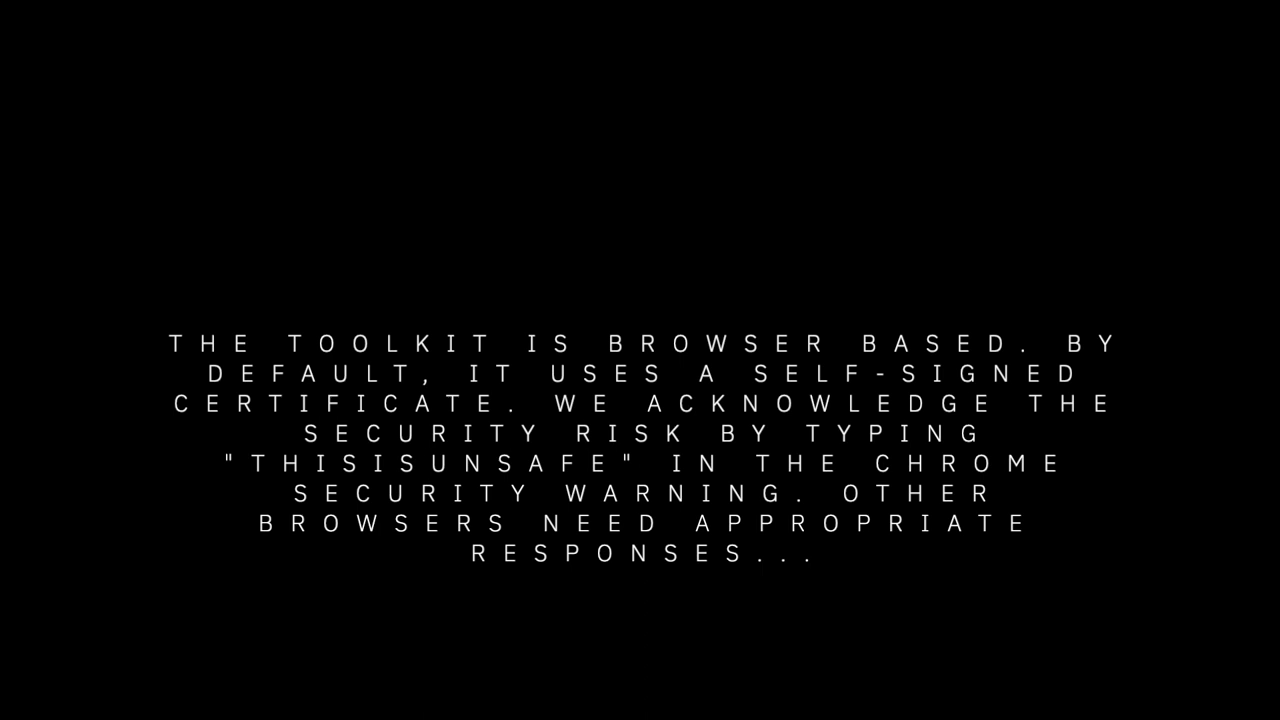 THE TOOLKIT IS BROWSER BASED. BY
DEFAULT, IT USES A SELF-SIGNED
CERTIFICATE. WE ACKNOWLEDGE THE
SECURITY RISK BY TYPING
"THISISUNSAFE" IN THE CHROME
SECURITY WARNING. OTHER
BROWSERS NEED APPROPRIATE
RESPONSES...